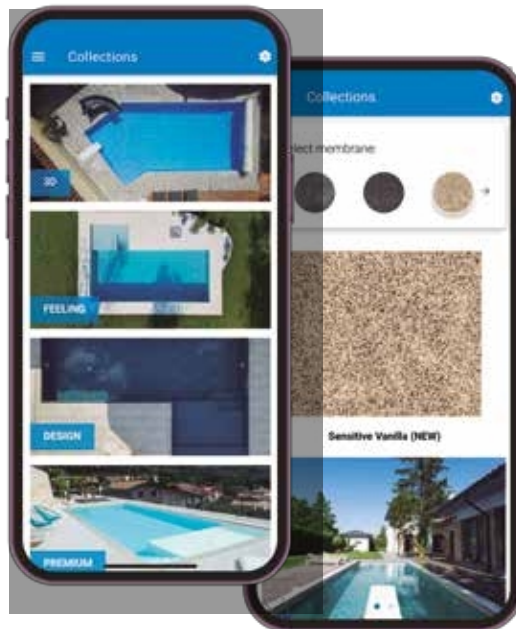 Collections
3D
FEELING
DESIGN
PREMIUM
Collections
elect membrane
Sensitive Vanilla (NEW)